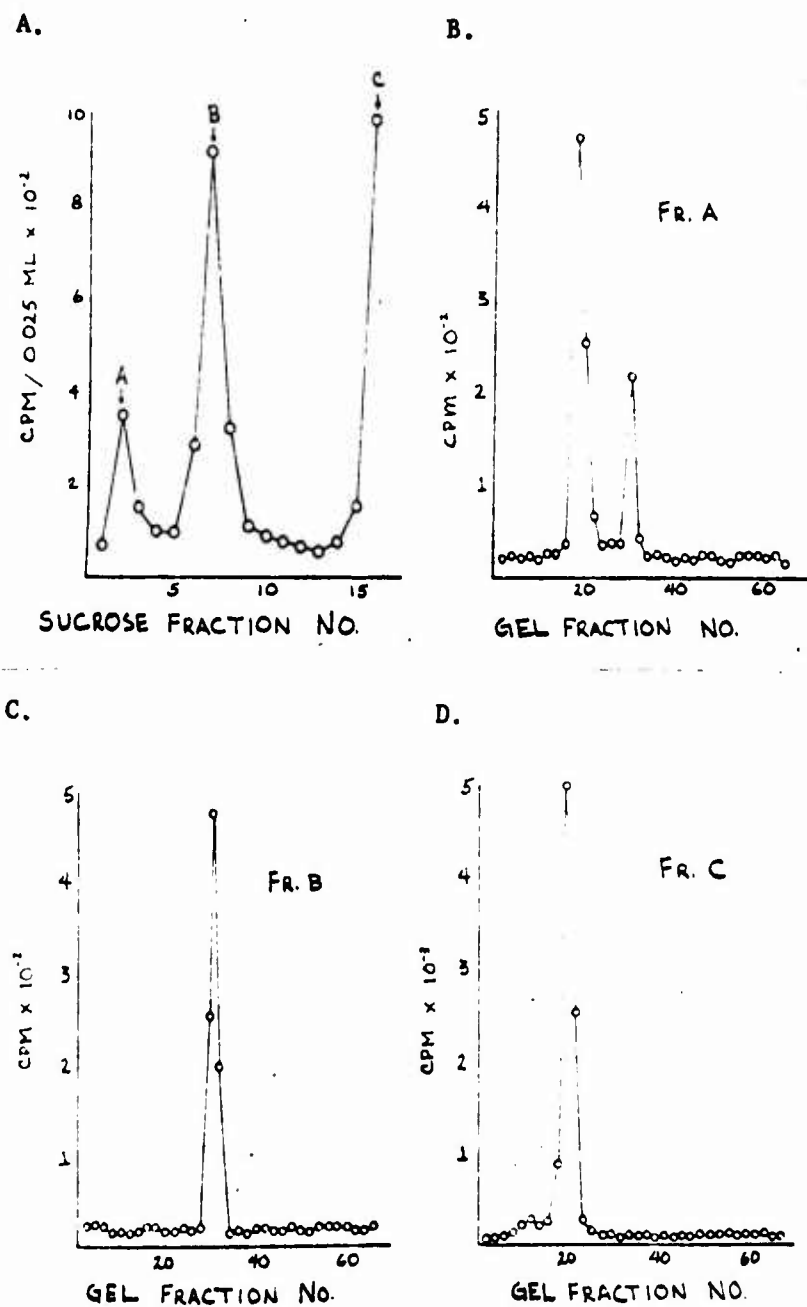 A.
A
B
C
10
8
6
4
2
CPM / 0.025 ML × 10⁻²
5 10 15
SUCROSE FRACTION NO.
B.
5
4
3
2
1
CPM × 10⁻²
FR. A
20 40 60
GEL FRACTION NO.
C.
5
4
3
2
1
CPM × 10⁻²
FR. B
20 40 60
GEL FRACTION NO.
D.
5
4
3
2
1
FR. C
CPM ×
20 40 60
GEL FRACTION NO.